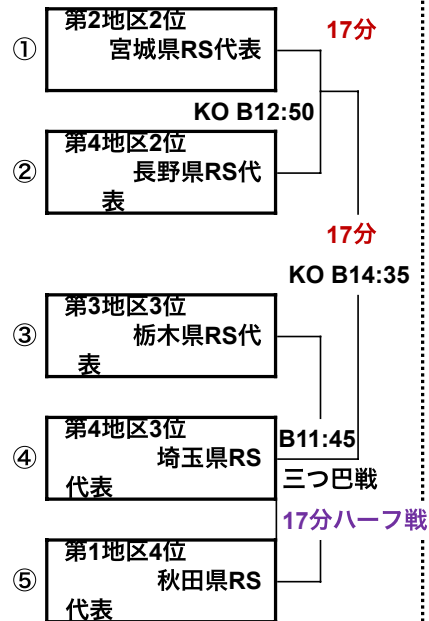 第2地区2位
① 宮城県RS代表
17分
KO B12:50
第4地区2位
② 長野県RS代
表
17分
KO B14:35
第3地区3位
③ 栃木県RS代
表
第4地区3位
B11:45
④ 埼玉県RS
三つ巴戦
代表
17分ハーフ戦
第1地区4位
⑤ 秋田県RS
代表